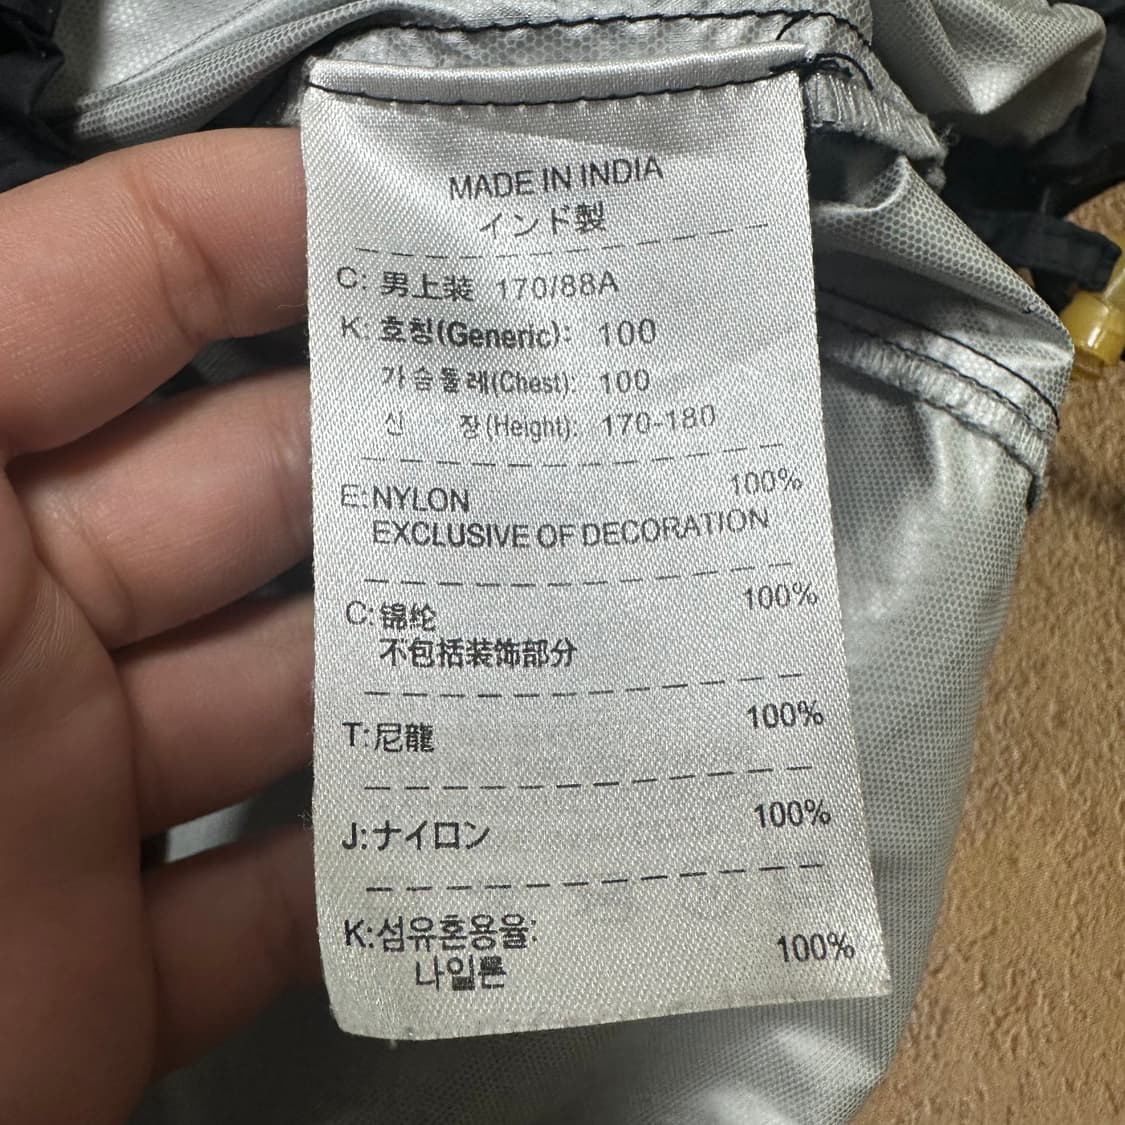 MADE IN INDIA
インド製
C: 男上装 170/88A
K: 호칭(Generic): 100
가슴둘레(Chest): 100
신 장(Height): 170-180
E: NYLON 100%
EXCLUSIVE OF DECORATION
C: 锦纶 100%
不包括装饰部分
T: 尼龍 100%
J: ナイロン 100%
K: 섬유혼용율:
나일론 100%